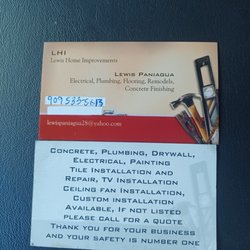 LHI
Lewis Home Improvements
Lewis Paniagua
Electrical, Plumbing, Flooring, Remodels,
Concrete Finishing
909-533-5613
lewispaniagua28@yahoo.com
Concrete, Plumbing, Drywall,
Electrical, Painting
Tile Installation and
Repair, TV Installation
Ceiling fan Installation,
Custom installation
Available, If not listed
please call for a quote
Thank you for your business
and your safety is number one